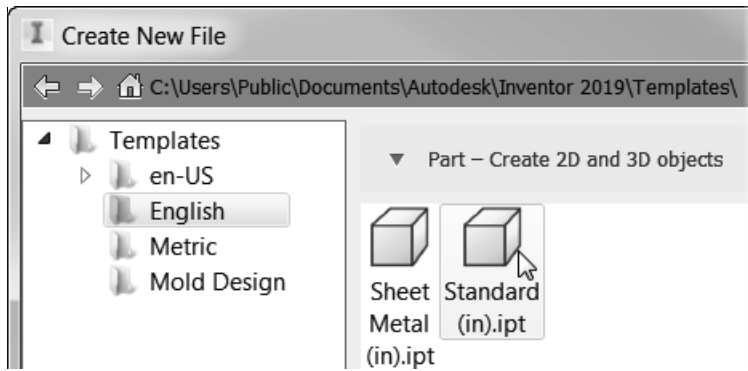 Create New File
C:\Users\Public\Documents\Autodesk\Inventor 2019\Templates\
Templates
en-US
English
Metric
Mold Design
Part – Create 2D and 3D objects
Sheet Metal (in).ipt
Standard (in).ipt